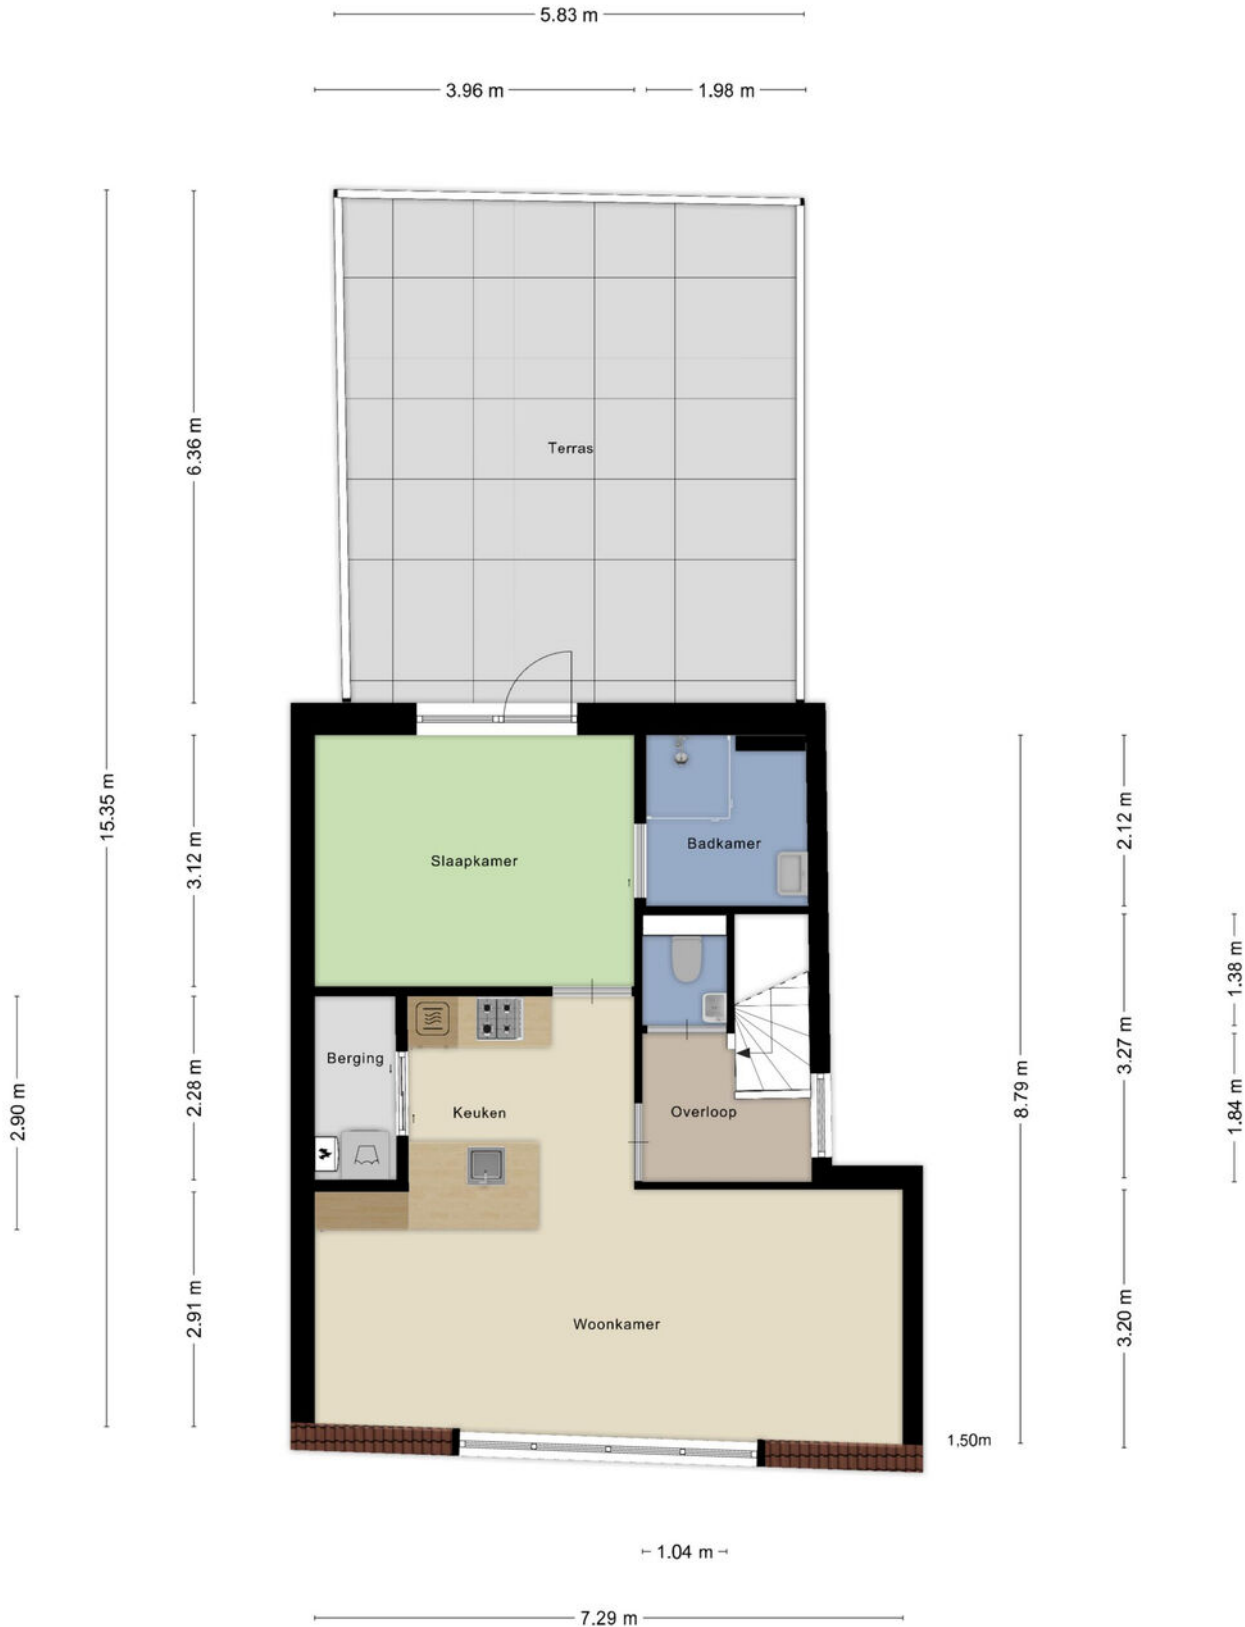 5.83 m
3.96 m
1.98 m
6.36 m
15.35 m
Terras
3.12 m
2.12 m
Slaapkamer
Badkamer
1.38 m
3.27 m
8.79 m
2.28 m
2.90 m
1.84 m
Berging
Keuken
Overloop
2.91 m
3.20 m
Woonkamer
1,50m
1.04 m
7.29 m